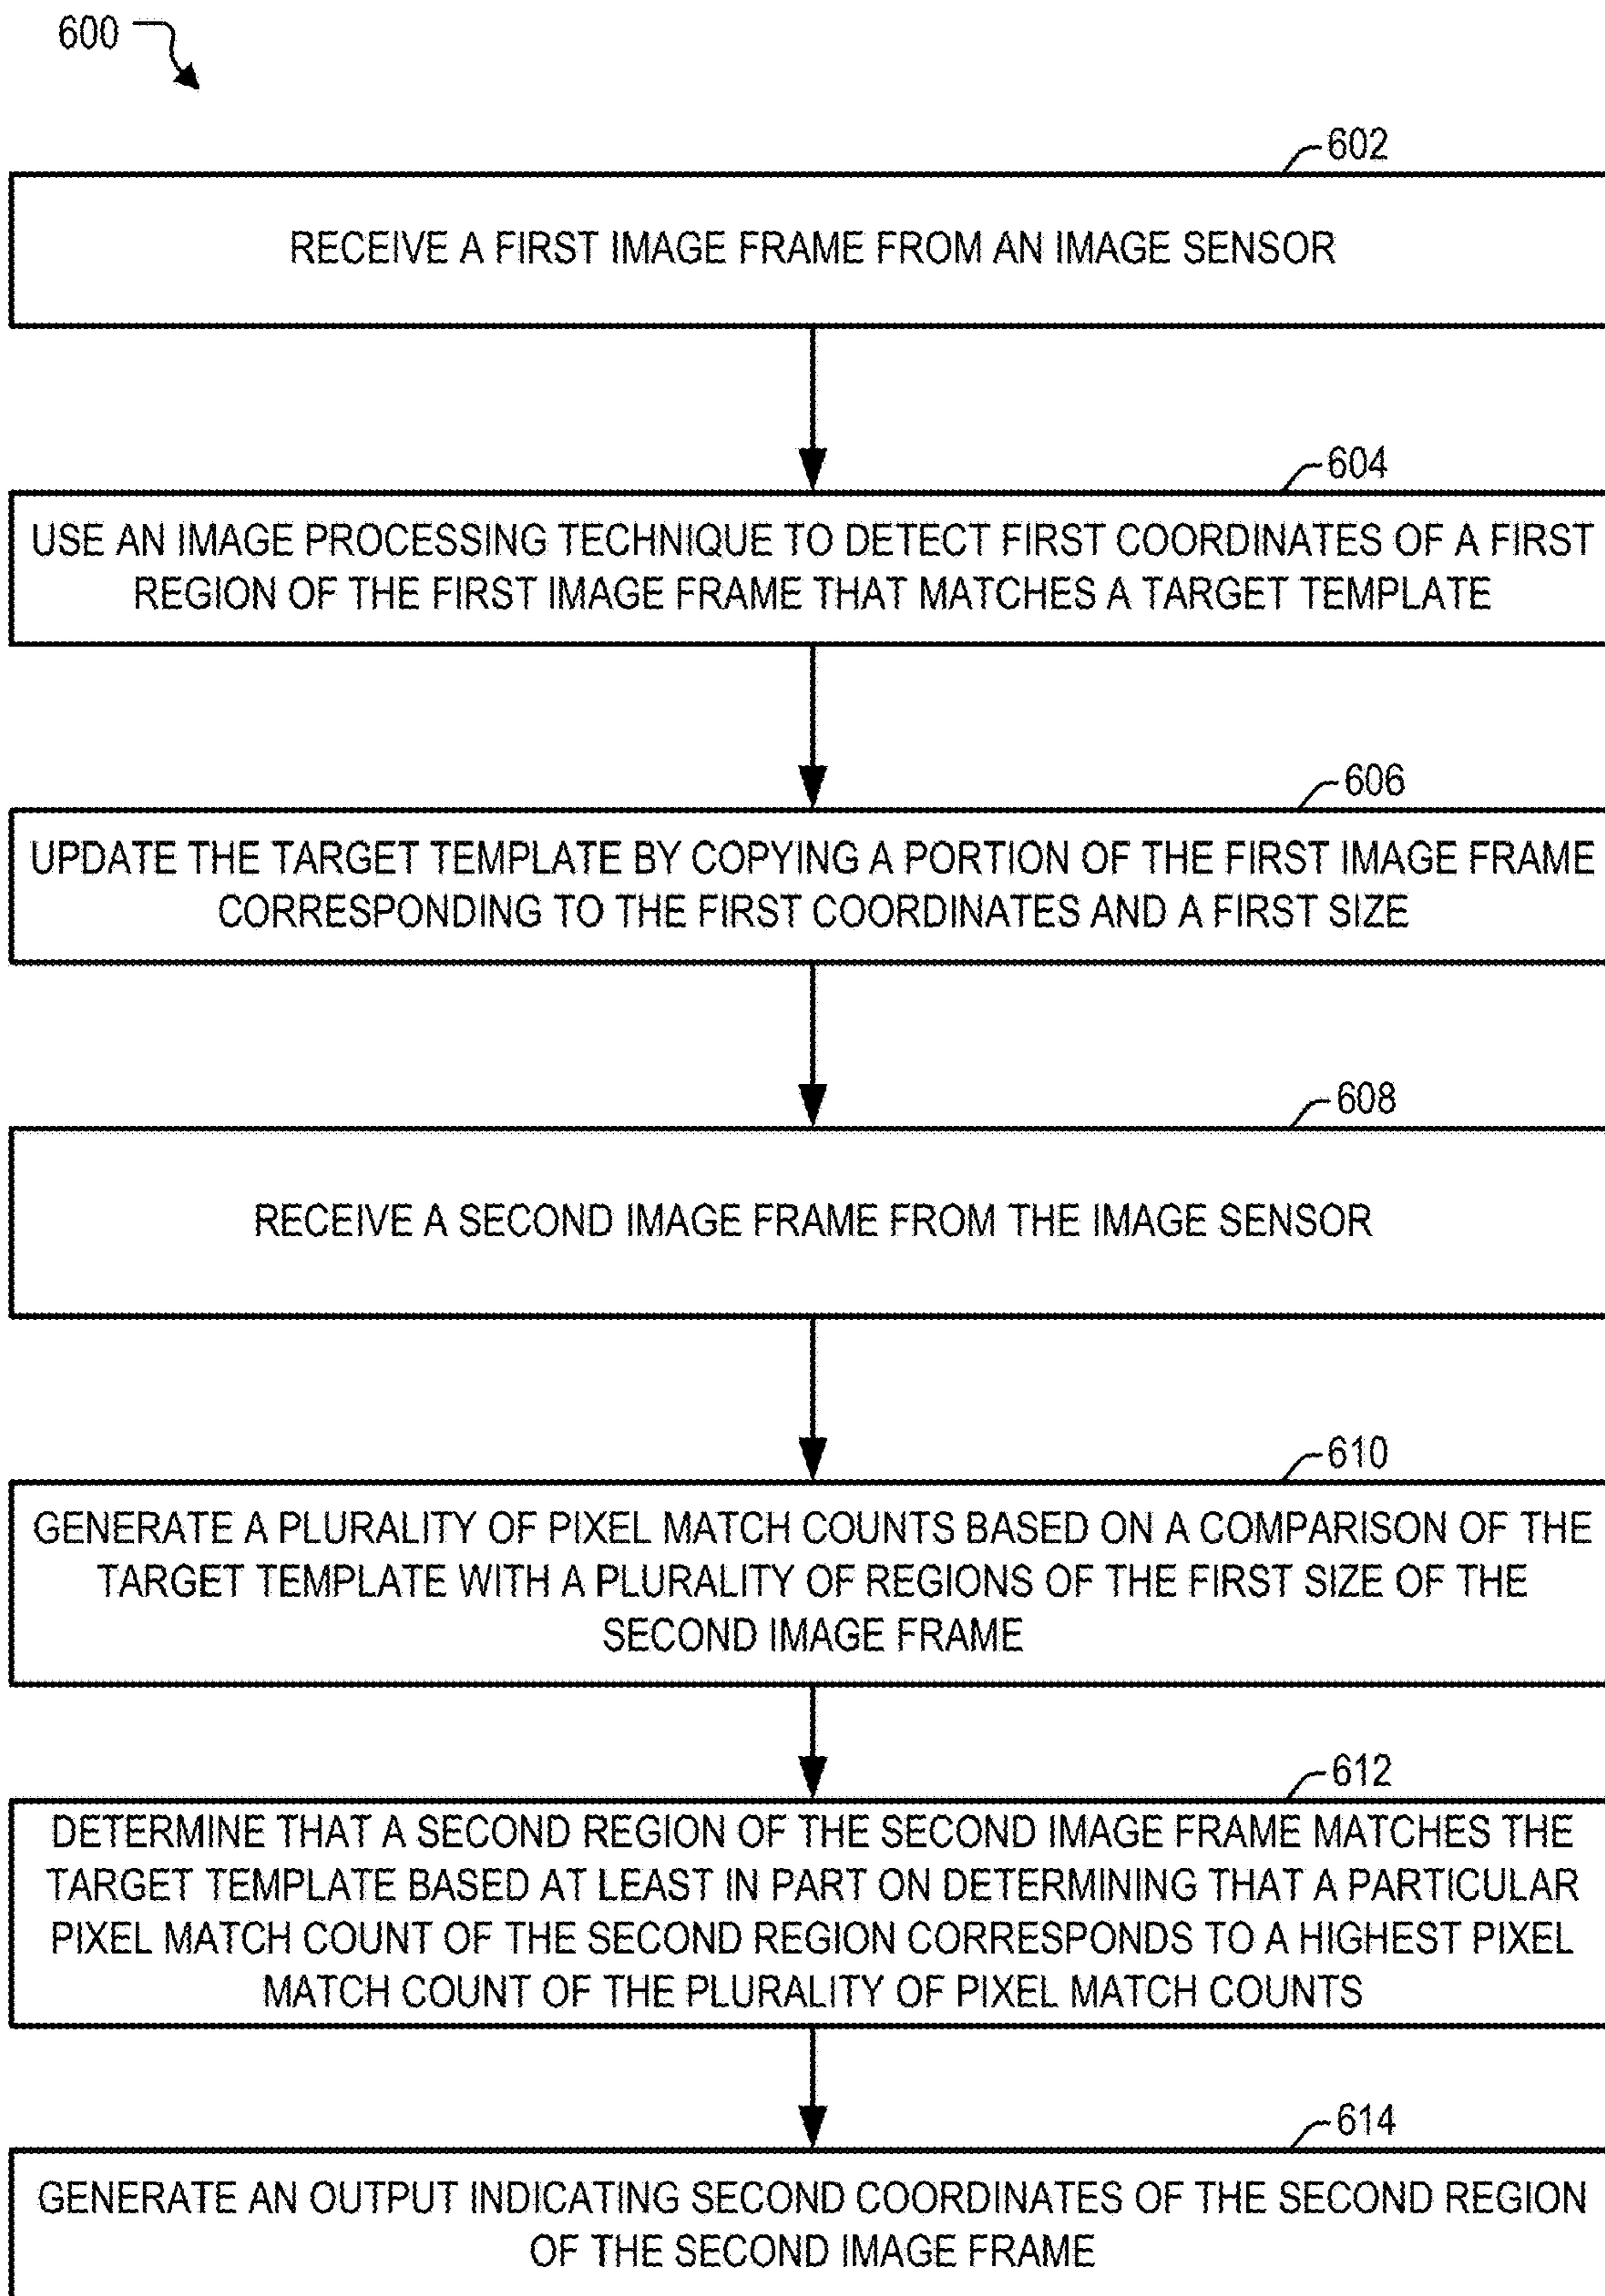 600
602
RECEIVE A FIRST IMAGE FRAME FROM AN IMAGE SENSOR
604
USE AN IMAGE PROCESSING TECHNIQUE TO DETECT FIRST COORDINATES OF A FIRST
REGION OF THE FIRST IMAGE FRAME THAT MATCHES A TARGET TEMPLATE
606
UPDATE THE TARGET TEMPLATE BY COPYING A PORTION OF THE FIRST IMAGE FRAME
CORRESPONDING TO THE FIRST COORDINATES AND A FIRST SIZE
608
RECEIVE A SECOND IMAGE FRAME FROM THE IMAGE SENSOR
610
GENERATE A PLURALITY OF PIXEL MATCH COUNTS BASED ON A COMPARISON OF THE
TARGET TEMPLATE WITH A PLURALITY OF REGIONS OF THE FIRST SIZE OF THE
SECOND IMAGE FRAME
612
DETERMINE THAT A SECOND REGION OF THE SECOND IMAGE FRAME MATCHES THE
TARGET TEMPLATE BASED AT LEAST IN PART ON DETERMINING THAT A PARTICULAR
PIXEL MATCH COUNT OF THE SECOND REGION CORRESPONDS TO A HIGHEST PIXEL
MATCH COUNT OF THE PLURALITY OF PIXEL MATCH COUNTS
614
GENERATE AN OUTPUT INDICATING SECOND COORDINATES OF THE SECOND REGION
OF THE SECOND IMAGE FRAME